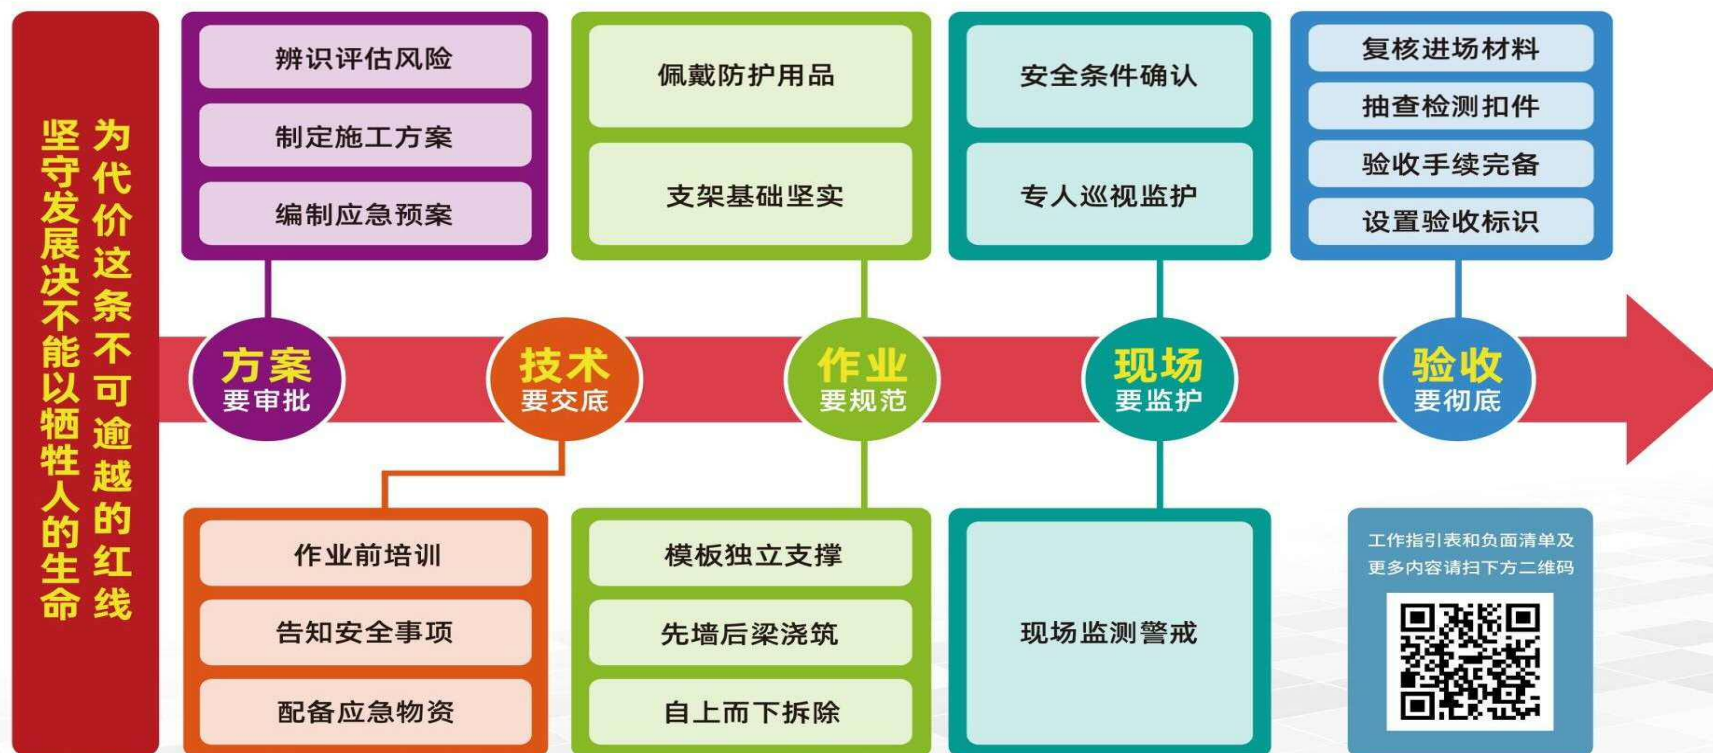 坚守发展决不能以牺牲人的生命
为代价这条不可逾越的红线
辨识评估风险
制定施工方案
编制应急预案
佩戴防护用品
支架基础坚实
安全条件确认
专人巡视监护
复核进场材料
抽查检测扣件
验收手续完备
设置验收标识
方案
要审批
技术
要交底
作业
要规范
现场
要监护
验收
要彻底
作业前培训
告知安全事项
配备应急物资
模板独立支撑
先墙后梁浇筑
自上而下拆除
现场监测警戒
工作指引表和负面清单及
更多内容请扫下方二维码